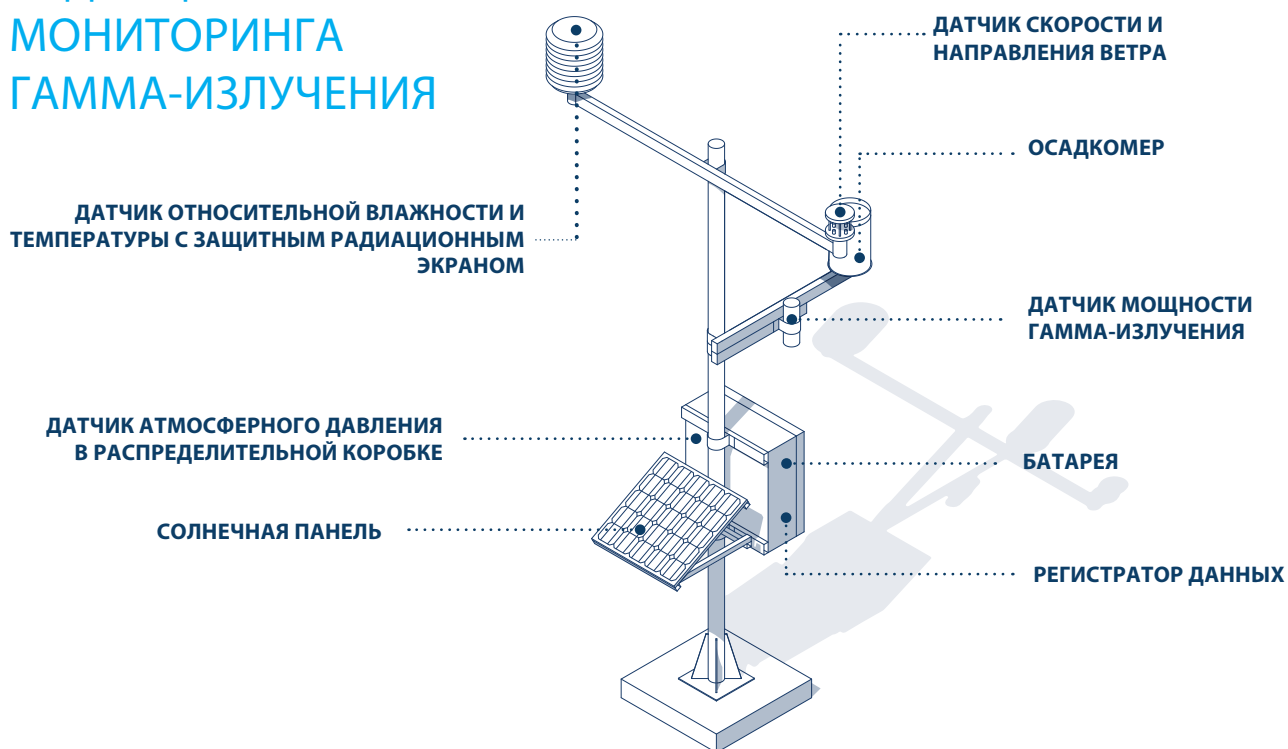 МОНИТОРИНГА
ГАММА-ИЗЛУЧЕНИЯ
ДАТЧИК СКОРОСТИ И
НАПРАВЛЕНИЯ ВЕТРА
ОСАДКОМЕР
ДАТЧИК ОТНОСИТЕЛЬНОЙ ВЛАЖНОСТИ И
ТЕМПЕРАТУРЫ С ЗАЩИТНЫМ РАДИАЦИОННЫМ
ЭКРАНОМ
ДАТЧИК МОЩНОСТИ
ГАММА-ИЗЛУЧЕНИЯ
ДАТЧИК АТМОСФЕРНОГО ДАВЛЕНИЯ
В РАСПРЕДЕЛИТЕЛЬНОЙ КОРОБКЕ
БАТАРЕЯ
СОЛНЕЧНАЯ ПАНЕЛЬ
РЕГИСТРАТОР ДАННЫХ